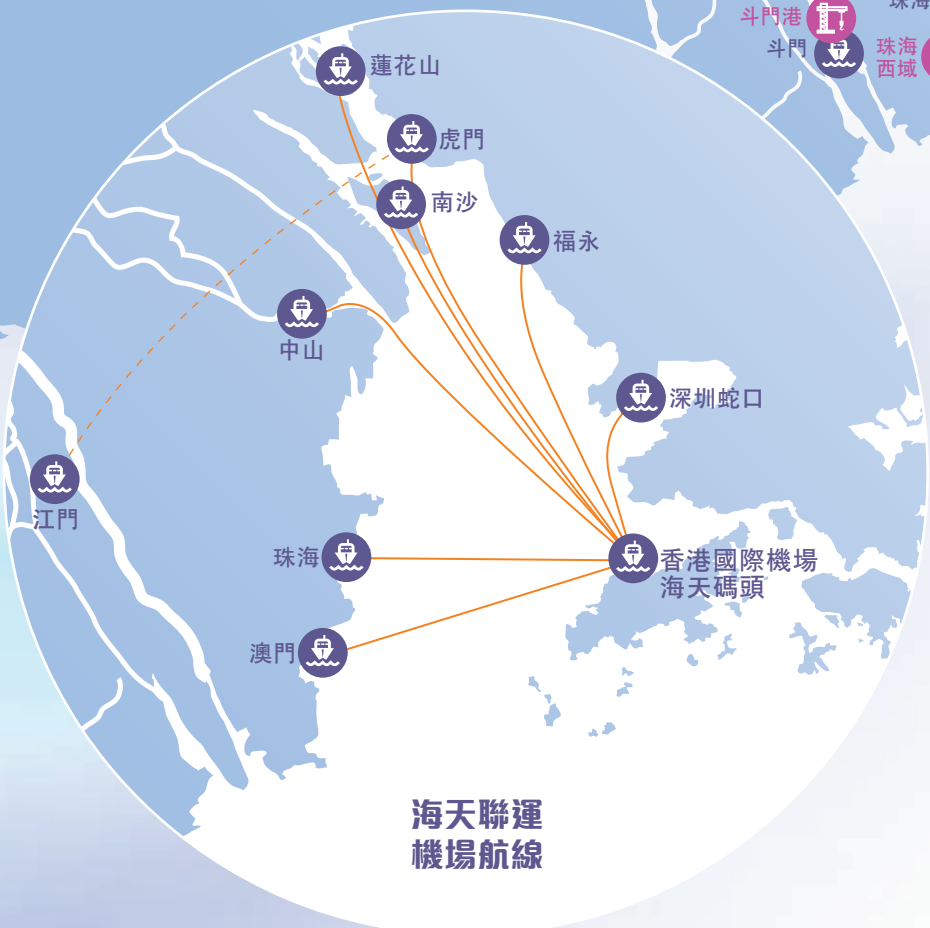 斗門港
珠海
斗門
珠海
西域
蓮花山
虎門
南沙
福永
中山
深圳蛇口
江門
珠海
香港國際機場
海天碼頭
澳門
海天聯運
機場航線